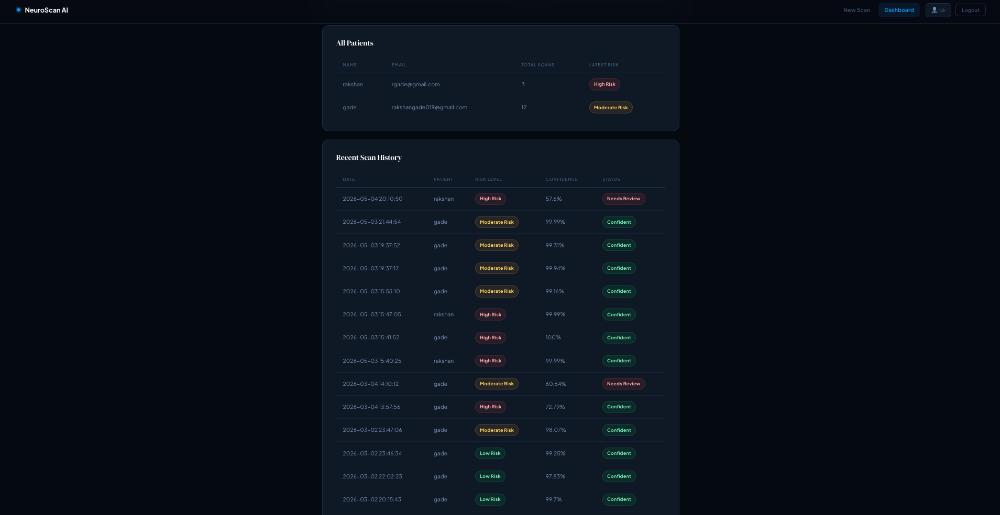 NeuroScan AI
New Scan Dashboard rak Logout
All Patients
NAME EMAIL TOTAL SCANS LATEST RISK
rakshan rgade@gmail.com 3 High Risk
gade rakshangade019@gmail.com 12 Moderate Risk
Recent Scan History
DATE PATIENT RISK LEVEL CONFIDENCE STATUS
2026-05-04 20:10:50 rakshan High Risk 57.6% Needs Review
2026-05-03 21:44:54 gade Moderate Risk 99.99% Confident
2026-05-03 19:37:52 gade Moderate Risk 99.31% Confident
2026-05-03 19:37:12 gade Moderate Risk 99.94% Confident
2026-05-03 15:55:10 gade Moderate Risk 99.16% Confident
2026-05-03 15:47:05 rakshan High Risk 99.99% Confident
2026-05-03 15:41:52 gade High Risk 100% Confident
2026-05-03 15:40:25 rakshan High Risk 99.99% Confident
2026-03-04 14:10:12 gade Moderate Risk 60.64% Needs Review
2026-03-04 13:57:56 gade High Risk 72.79% Confident
2026-03-02 23:47:06 gade Moderate Risk 98.07% Confident
2026-03-02 23:46:34 gade Low Risk 99.25% Confident
2026-03-02 22:02:23 gade Low Risk 97.83% Confident
2026-03-02 20:15:43 gade Low Risk 99.7% Confident